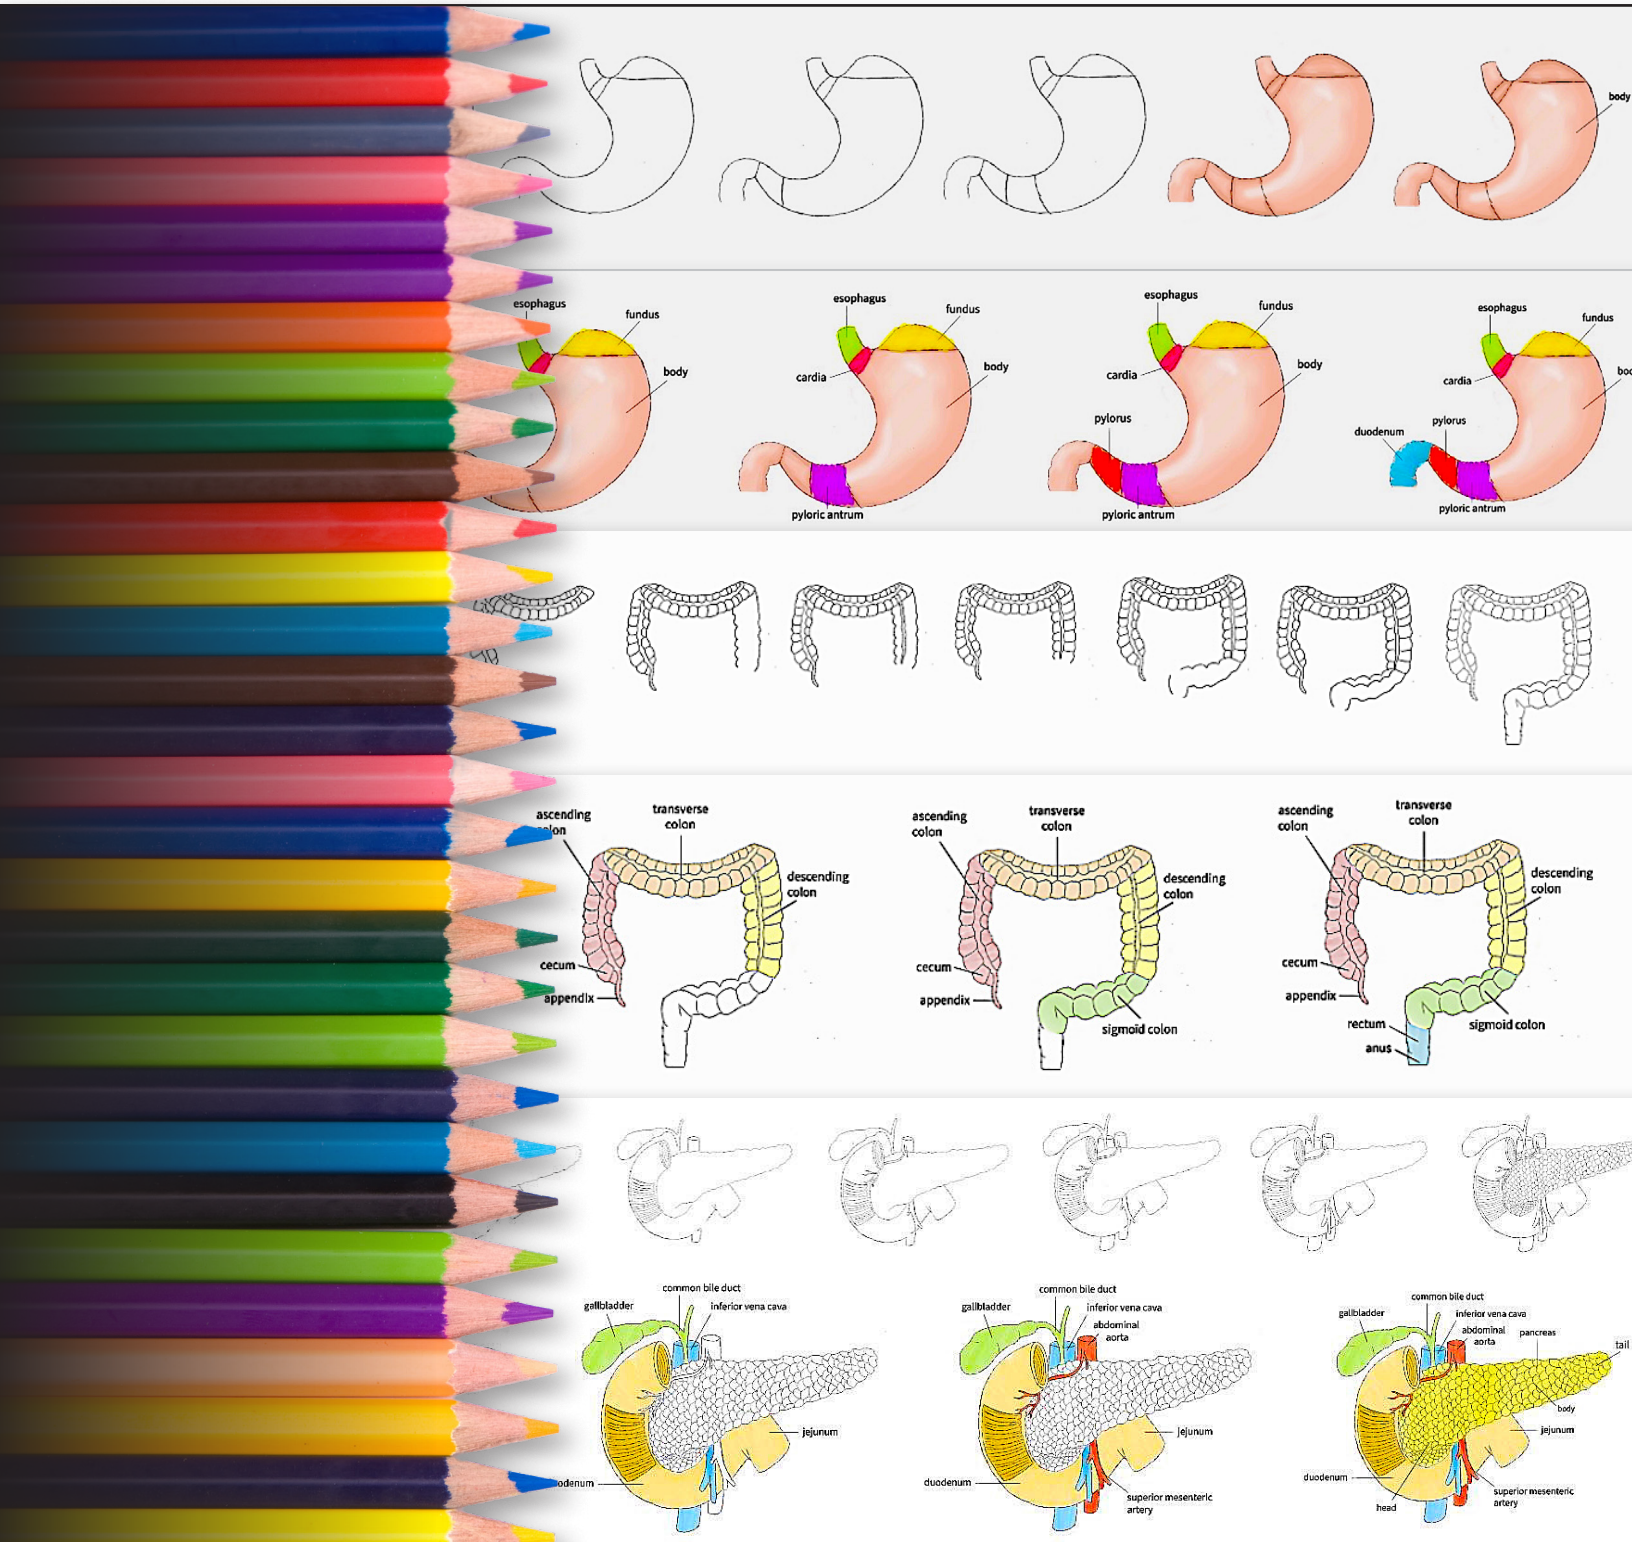 body
esophagus
fundus
body
esophagus
fundus
body
cardia
pyloric antrum
esophagus
fundus
body
cardia
pylorus
pyloric antrum
esophagus
fundus
cardia
duodenum
pylorus
pyloric antrum
ascending
transverse
colon
descending
colon
cecum
appendix
ascending
colon
transverse
colon
descending
colon
cecum
appendix
sigmoid colon
ascending
colon
transverse
colon
descending
colon
cecum
appendix
rectum
sigmoid colon
anus
common bile duct
gallbladder
inferior vena cava
jejunum
odenum
common bile duct
gallbladder
inferior vena cava
abdominal
aorta
jejunum
duodenum
superior mesenteric
artery
common bile duct
gallbladder
inferior vena cava
abdominal
aorta
pancreas
tail
body
jejunum
duodenum
superior mesenteric
artery
head